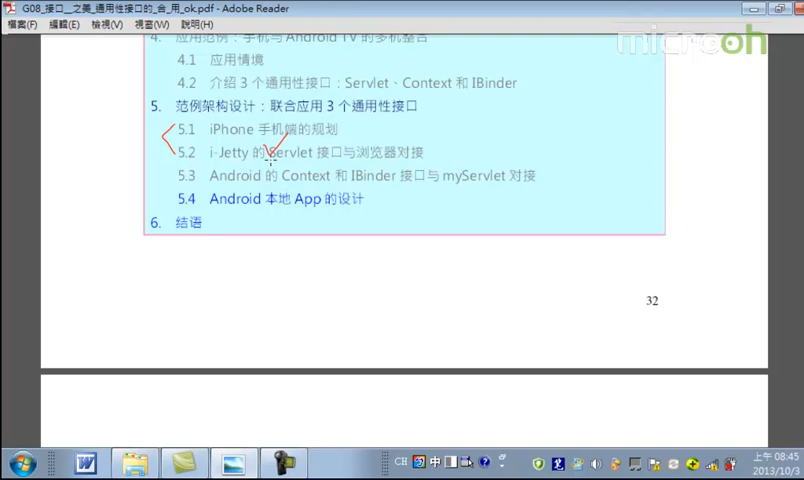 G08_接口__之美_通用性接口的_合_用_ok.pdf - Adobe Reader
檔案(F) 編輯(E) 檢視(V) 視窗(W) 說明(H)
microoh
4. 应用范例：手机与 Android TV 的多机整合
4.1 应用情境
4.2 介绍 3 个通用性接口：Servlet、Context 和 IBinder
5. 范例架构设计：联合应用 3 个通用性接口
5.1 iPhone 手机端的规划
5.2 i-Jetty 的 Servlet 接口与浏览器对接
5.3 Android 的 Context 和 IBinder 接口与 myServlet 对接
5.4 Android 本地 App 的设计
6. 结语
32
CH 中
上午 08:45
2013/10/3